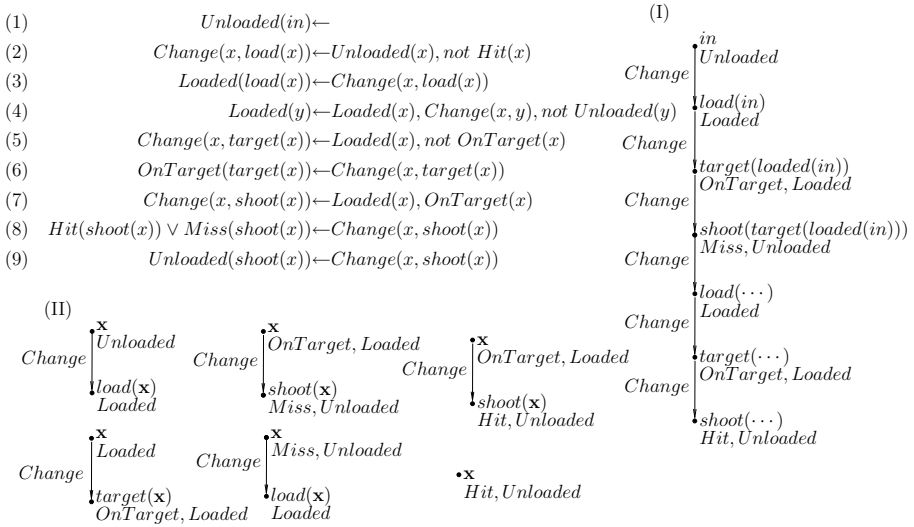 (1) Unloaded(in)←
(2) Change(x, load(x))←Unloaded(x), not Hit(x)
(3) Loaded(load(x))←Change(x, load(x))
(4) Loaded(y)←Loaded(x), Change(x, y), not Unloaded(y)
(5) Change(x, target(x))←Loaded(x), not OnTarget(x)
(6) OnTarget(target(x))←Change(x, target(x))
(7) Change(x, shoot(x))←Loaded(x), OnTarget(x)
(8) Hit(shoot(x)) ∨ Miss(shoot(x))←Change(x, shoot(x))
(9) Unloaded(shoot(x))←Change(x, shoot(x))
(I)
in
Unloaded
Change
load(in)
Loaded
Change
target(loaded(in))
OnTarget, Loaded
Change
shoot(target(loaded(in)))
Miss, Unloaded
Change
load(···)
Loaded
Change
target(···)
OnTarget, Loaded
Change
shoot(···)
Hit, Unloaded
(II)
x
Unloaded
Change
load(x)
Loaded
x
OnTarget, Loaded
Change
shoot(x)
Miss, Unloaded
x
OnTarget, Loaded
Change
shoot(x)
Hit, Unloaded
x
Loaded
Change
target(x)
OnTarget, Loaded
x
Miss, Unloaded
Change
load(x)
Loaded
x
Hit, Unloaded